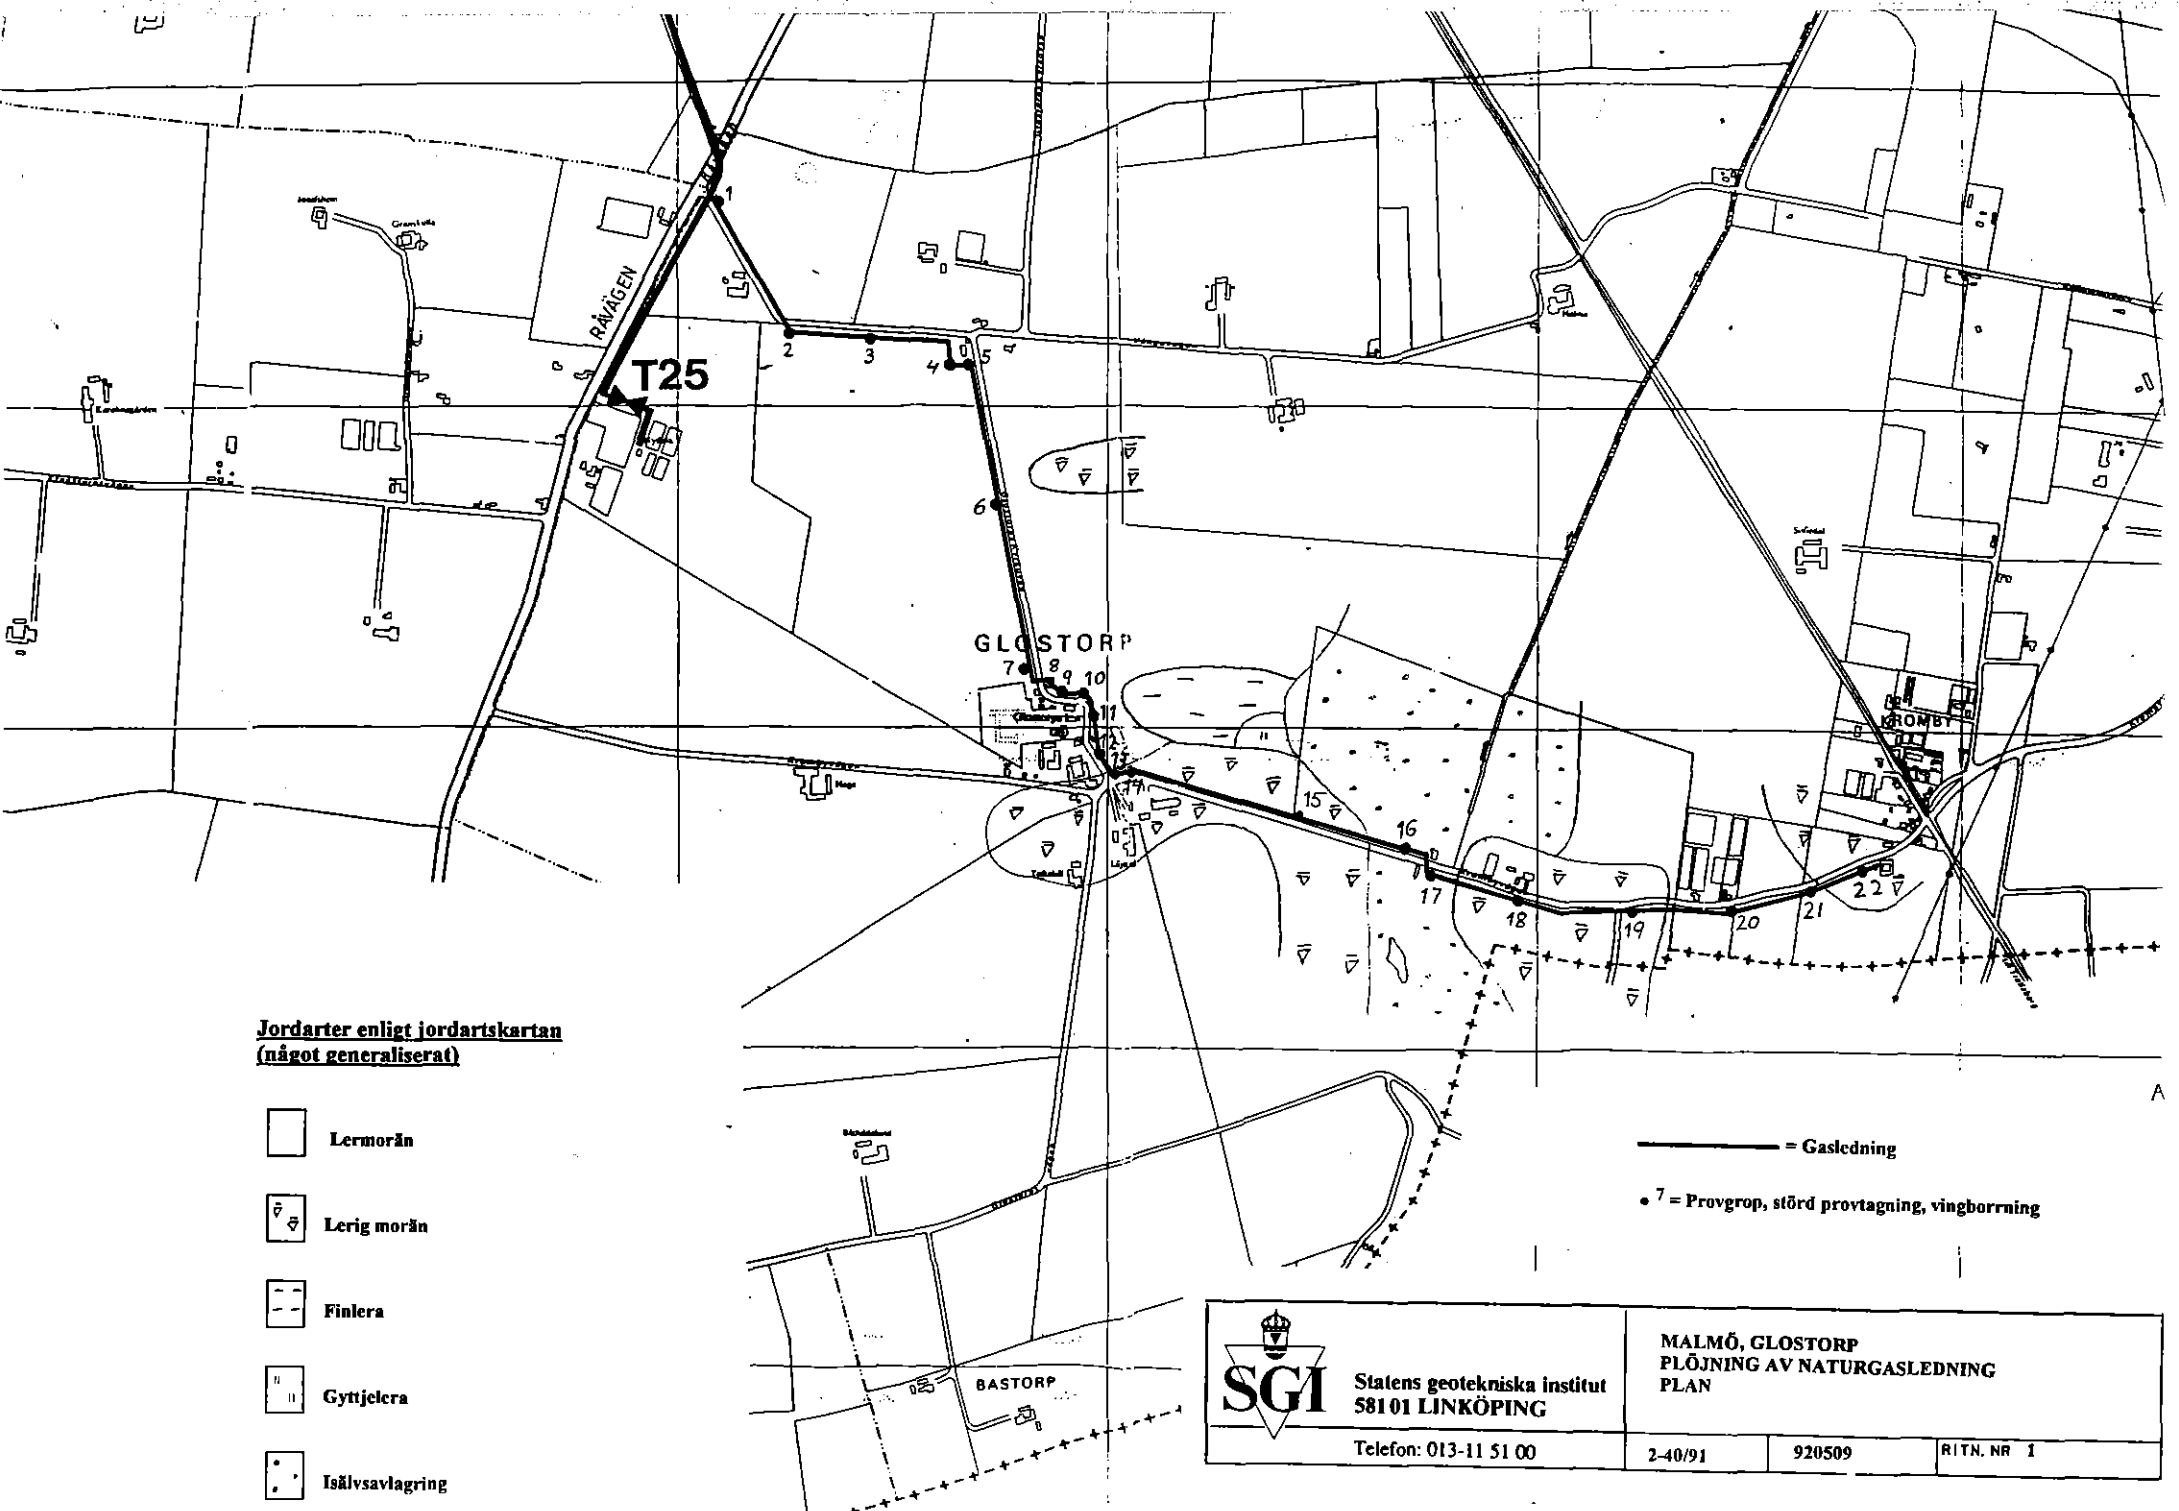 1
RÅVÄGEN
2
3
4
5
T25
6
GLOSTORP
7
8
9
10
11
12
13
14
15
16
17
18
19
20
21
22
KROMBY
Jordarter enligt jordartskartan
(något generaliserat)
Lermorän
Lerig morän
Finlera
Gyttjelera
Isälvsavlagring
A
= Gasledning
7 = Provgrop, störd provtagning, vingborrning
BASTORP
SGI
Statens geotekniska institut
58101 LINKÖPING
Telefon: 013-11 51 00
MALMÖ, GLOSTORP
PLÖJNING AV NATURGASLEDNING
PLAN
2-40/91
920509
RITN. NR 1